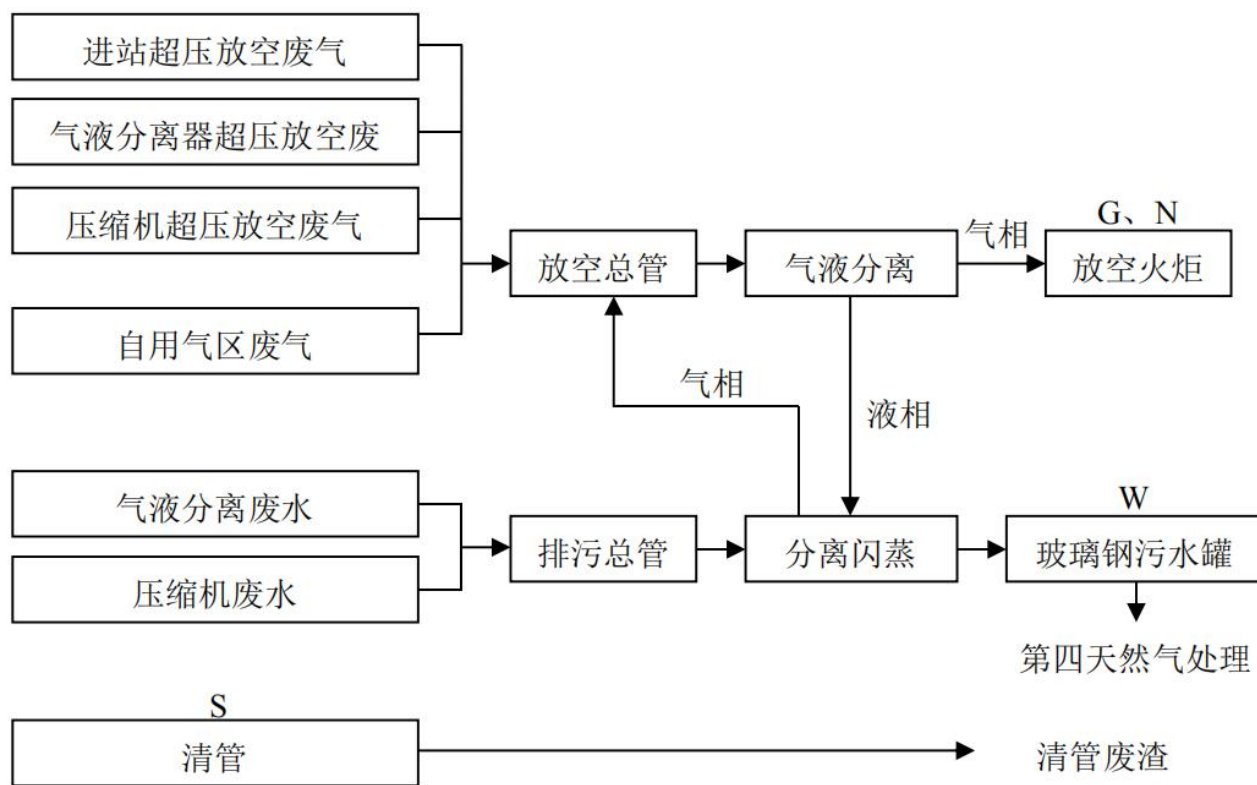 进站超压放空废气
气液分离器超压放空废
压缩机超压放空废气
G、N
气相
放空总管
气液分离
放空火炬
自用气区废气
气相
液相
气液分离废水
W
排污总管
分离闪蒸
玻璃钢污水罐
压缩机废水
第四天然气处理
S
清管
清管废渣